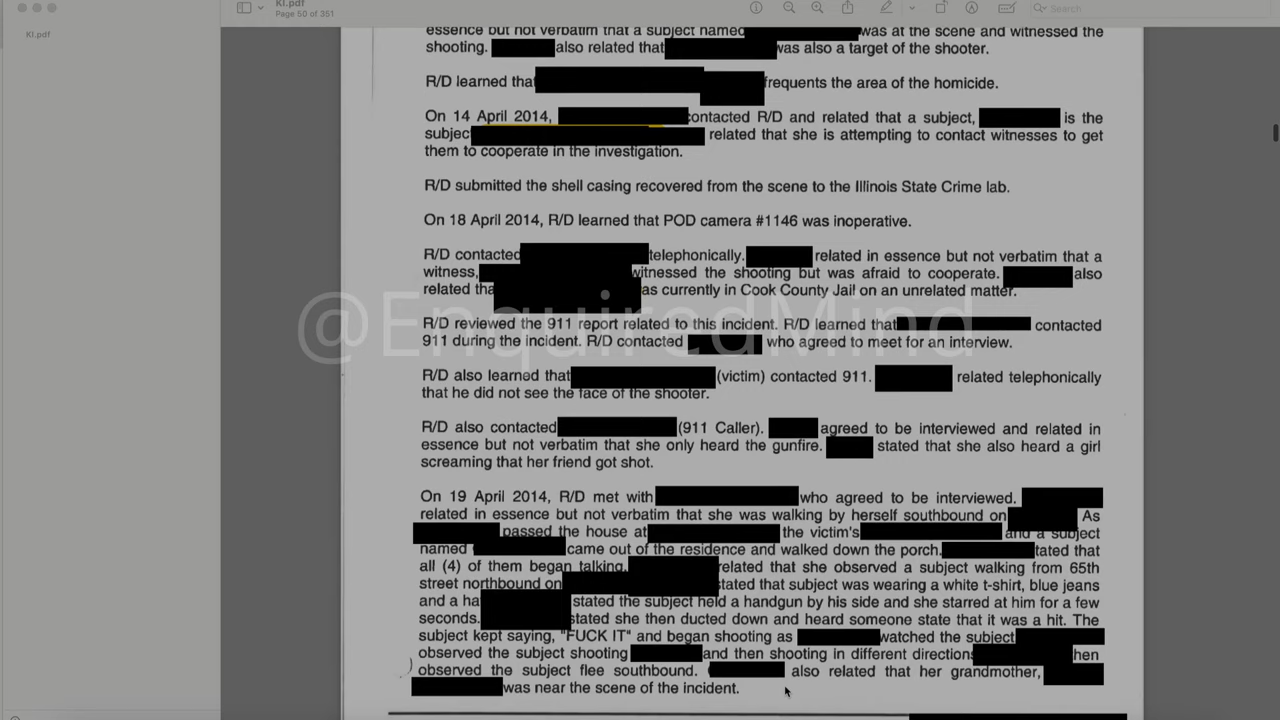 KI.pdf
Page 50 of 351
Search
KI.pdf
essence but not verbatim that a subject named was at the scene and witnessed the
shooting. also related that was also a target of the shooter.
R/D learned that frequents the area of the homicide.
On 14 April 2014, contacted R/D and related that a subject, is the
subjec related that she is attempting to contact witnesses to get
them to cooperate in the investigation.
R/D submitted the shell casing recovered from the scene to the Illinois State Crime lab.
On 18 April 2014, R/D learned that POD camera #1146 was inoperative.
R/D contacted telephonically. related in essence but not verbatim that a
witness, witnessed the shooting but was afraid to cooperate. also
related tha as currently in Cook County Jail on an unrelated matter.
@EnquiredMind
R/D reviewed the 911 report related to this incident. R/D learned that contacted
911 during the incident. R/D contacted who agreed to meet for an interview.
R/D also learned that (victim) contacted 911. related telephonically
that he did not see the face of the shooter.
R/D also contacted (911 Caller). agreed to be interviewed and related in
essence but not verbatim that she only heard the gunfire. stated that she also heard a girl
screaming that her friend got shot.
On 19 April 2014, R/D met with who agreed to be interviewed.
related in essence but not verbatim that she was walking by herself southbound on As
passed the house at the victim's and a subject
named came out of the residence and walked down the porch. tated that
all (4) of them began talking. related that she observed a subject walking from 65th
street northbound on stated that subject was wearing a white t-shirt, blue jeans
and a ha stated the subject held a handgun by his side and she starred at him for a few
seconds. stated she then ducted down and heard someone state that it was a hit. The
subject kept saying, "FUCK IT" and began shooting as watched the subject
observed the subject shooting and then shooting in different directions hen
observed the subject flee southbound. also related that her grandmother,
was near the scene of the incident.